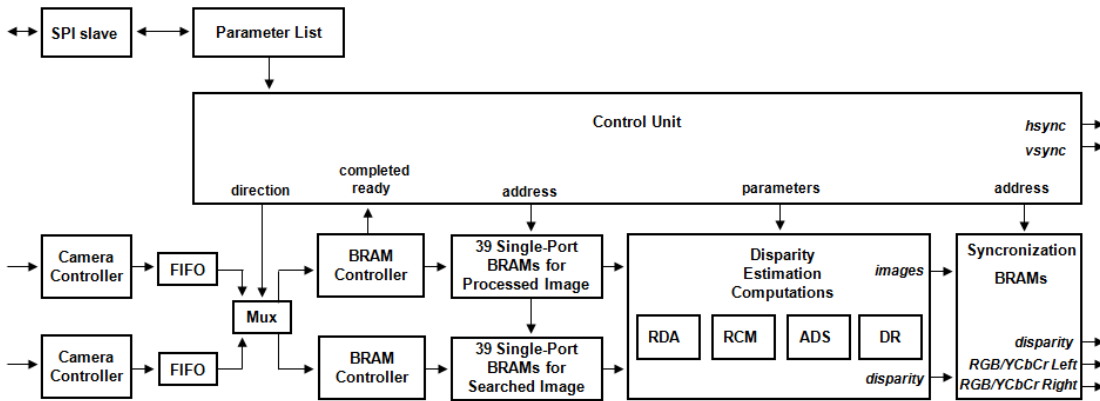 SPI slave
Parameter List
Control Unit
hsync
vsync
completed
ready
direction
address
parameters
address
Camera
Controller
FIFO
Mux
BRAM
Controller
39 Single-Port
BRAMs for
Processed Image
Disparity
Estimation
Computations
images
Syncronization
BRAMs
RDA
RCM
ADS
DR
Camera
Controller
FIFO
BRAM
Controller
39 Single-Port
BRAMs for
Searched Image
disparity
disparity
RGB/YCbCr Left
RGB/YCbCr Right